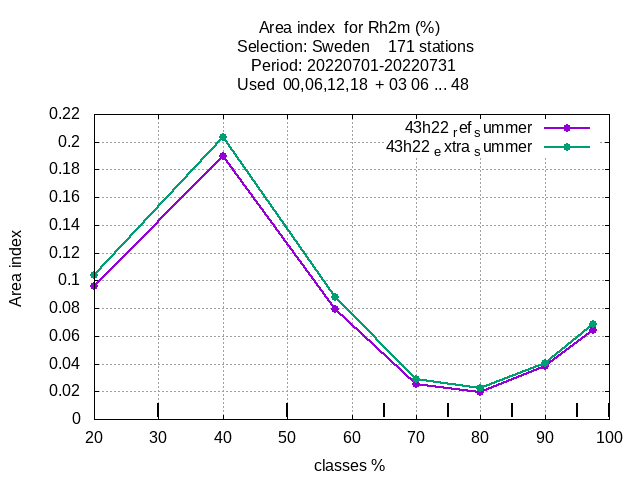 Area index for Rh2m (%)
Selection: Sweden 171 stations
Period: 20220701-20220731
Used 00,06,12,18 + 03 06 ... 48
43h22 ref summer
43h22 extra summer
Area index
0.22
0.2
0.18
0.16
0.14
0.12
0.1
0.08
0.06
0.04
0.02
0
20 30 40 50 60 70 80 90 100
classes %